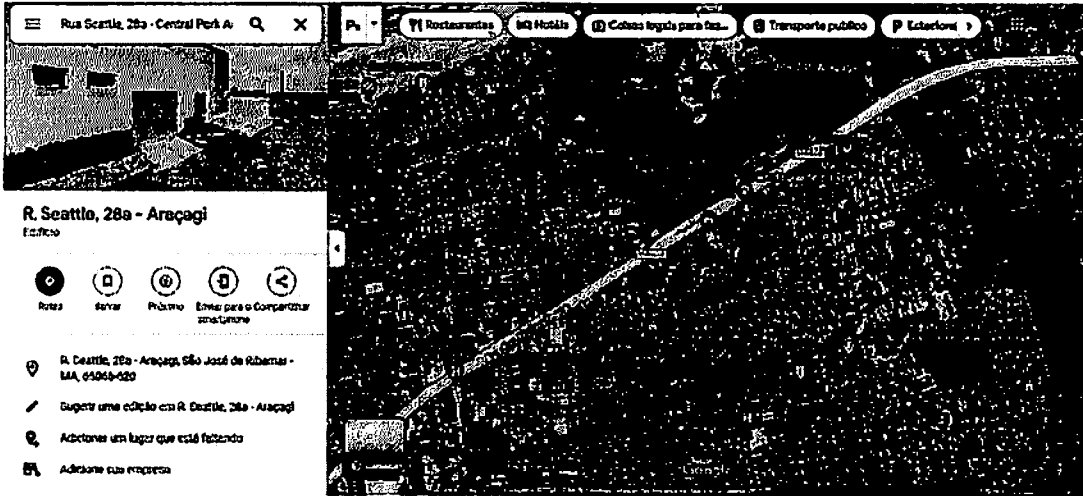 Rua Seattle, 28a - Central Park A
Restaurantes
Hotéis
Coisas legais para faz...
Transporte público
P Estacion
R. Seattle, 28a - Araçagi
Edifício
Rotas
Salvar
Próximo
Enviar para o smartphone
Compartilhar
R. Seattle, 28a - Araçagi, São José de Ribamar -
MA, 65068-620
Sugerir uma edição em R. Seattle, 28a - Araçagi
Adicionar um lugar que está faltando
Adicione sua empresa